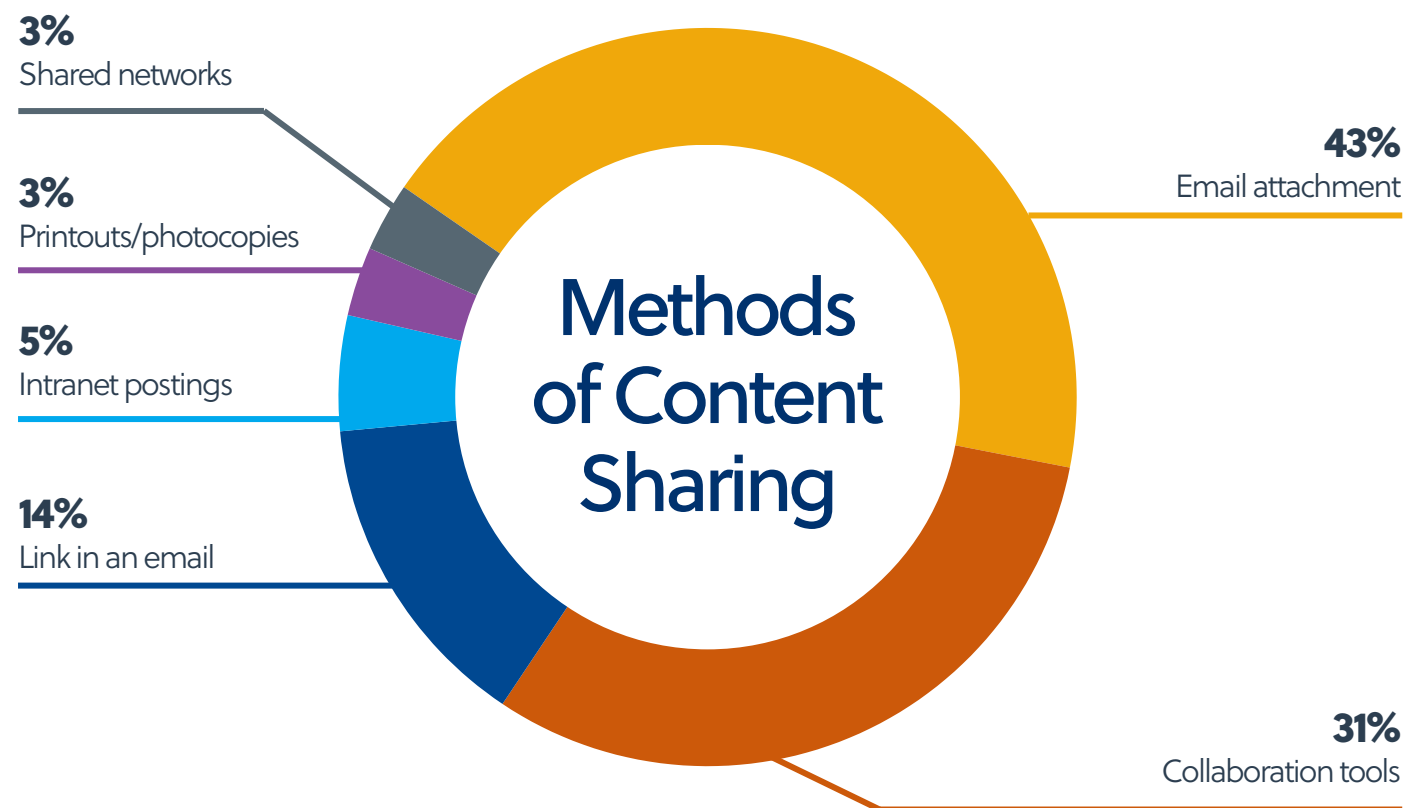 3%
Shared networks
3%
Printouts/photocopies
5%
Intranet postings
14%
Link in an email
Methods
of Content
Sharing
43%
Email attachment
31%
Collaboration tools